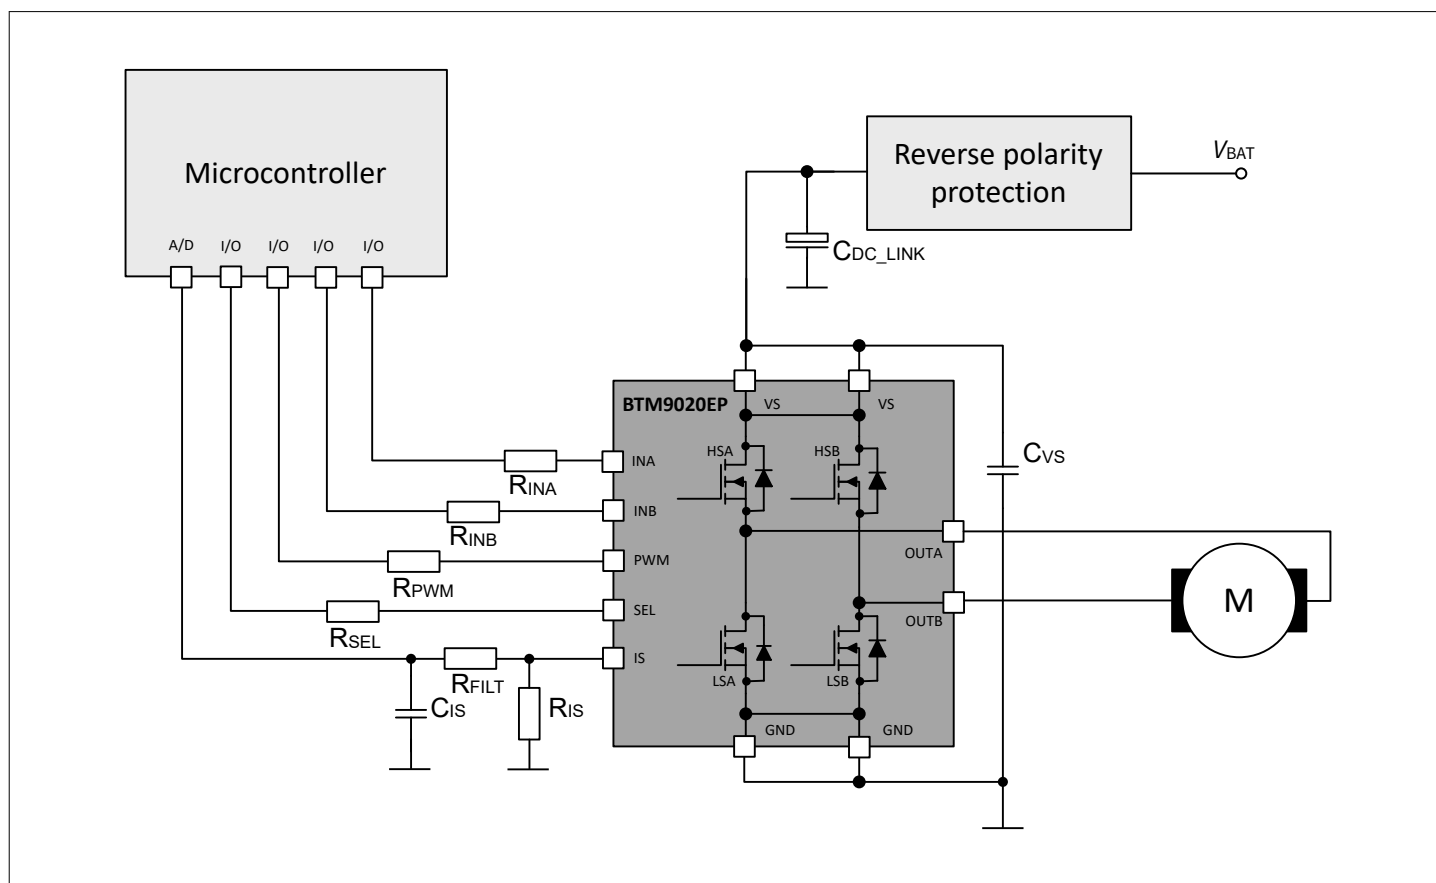 Microcontroller
A/D I/O I/O I/O I/O
Reverse polarity
protection
VBAT
CDC_LINK
BTM9020EP
VS VS
HSA HSB
CVS
INA
RINA
INB
RINB
OUTA
PWM
RPWM
M
SEL
RSEL
OUTB
IS
RFILT
LSA LSB
CIS
RIS
GND GND